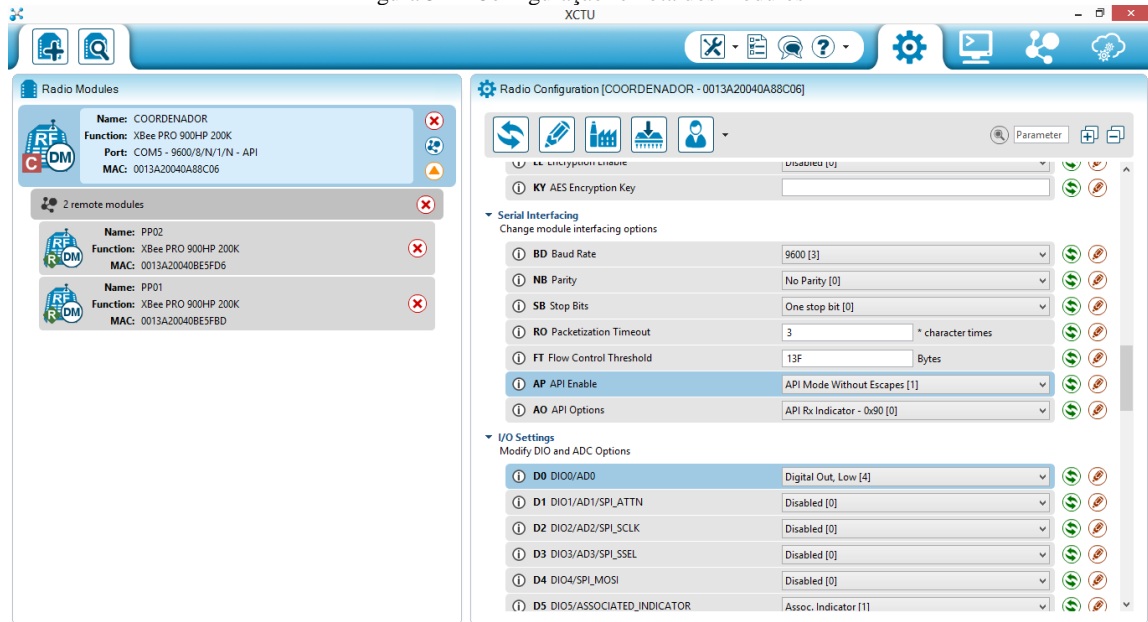 XCTU
Radio Modules
Name: COORDENADOR
Function: XBee PRO 900HP 200K
Port: COM5 - 9600/8/N/1/N - API
MAC: 0013A20040A88C06
2 remote modules
Name: PP02
Function: XBee PRO 900HP 200K
MAC: 0013A20040BE5FD6
Name: PP01
Function: XBee PRO 900HP 200K
MAC: 0013A20040BE5FBD
Radio Configuration [COORDENADOR - 0013A20040A88C06]
Parameter
Encryption Enable Disabled [0]
KY AES Encryption Key
Serial Interfacing
Change module interfacing options
BD Baud Rate 9600 [3]
NB Parity No Parity [0]
SB Stop Bits One stop bit [0]
RO Packetization Timeout 3 * character times
FT Flow Control Threshold 13F Bytes
AP API Enable API Mode Without Escapes [1]
AO API Options API Rx Indicator - 0x90 [0]
I/O Settings
Modify DIO and ADC Options
D0 DIO0/AD0 Digital Out, Low [4]
D1 DIO1/AD1/SPI_ATTN Disabled [0]
D2 DIO2/AD2/SPI_SCLK Disabled [0]
D3 DIO3/AD3/SPI_SSEL Disabled [0]
D4 DIO4/SPI_MOSI Disabled [0]
D5 DIO5/ASSOCIATED_INDICATOR Assoc. Indicator [1]